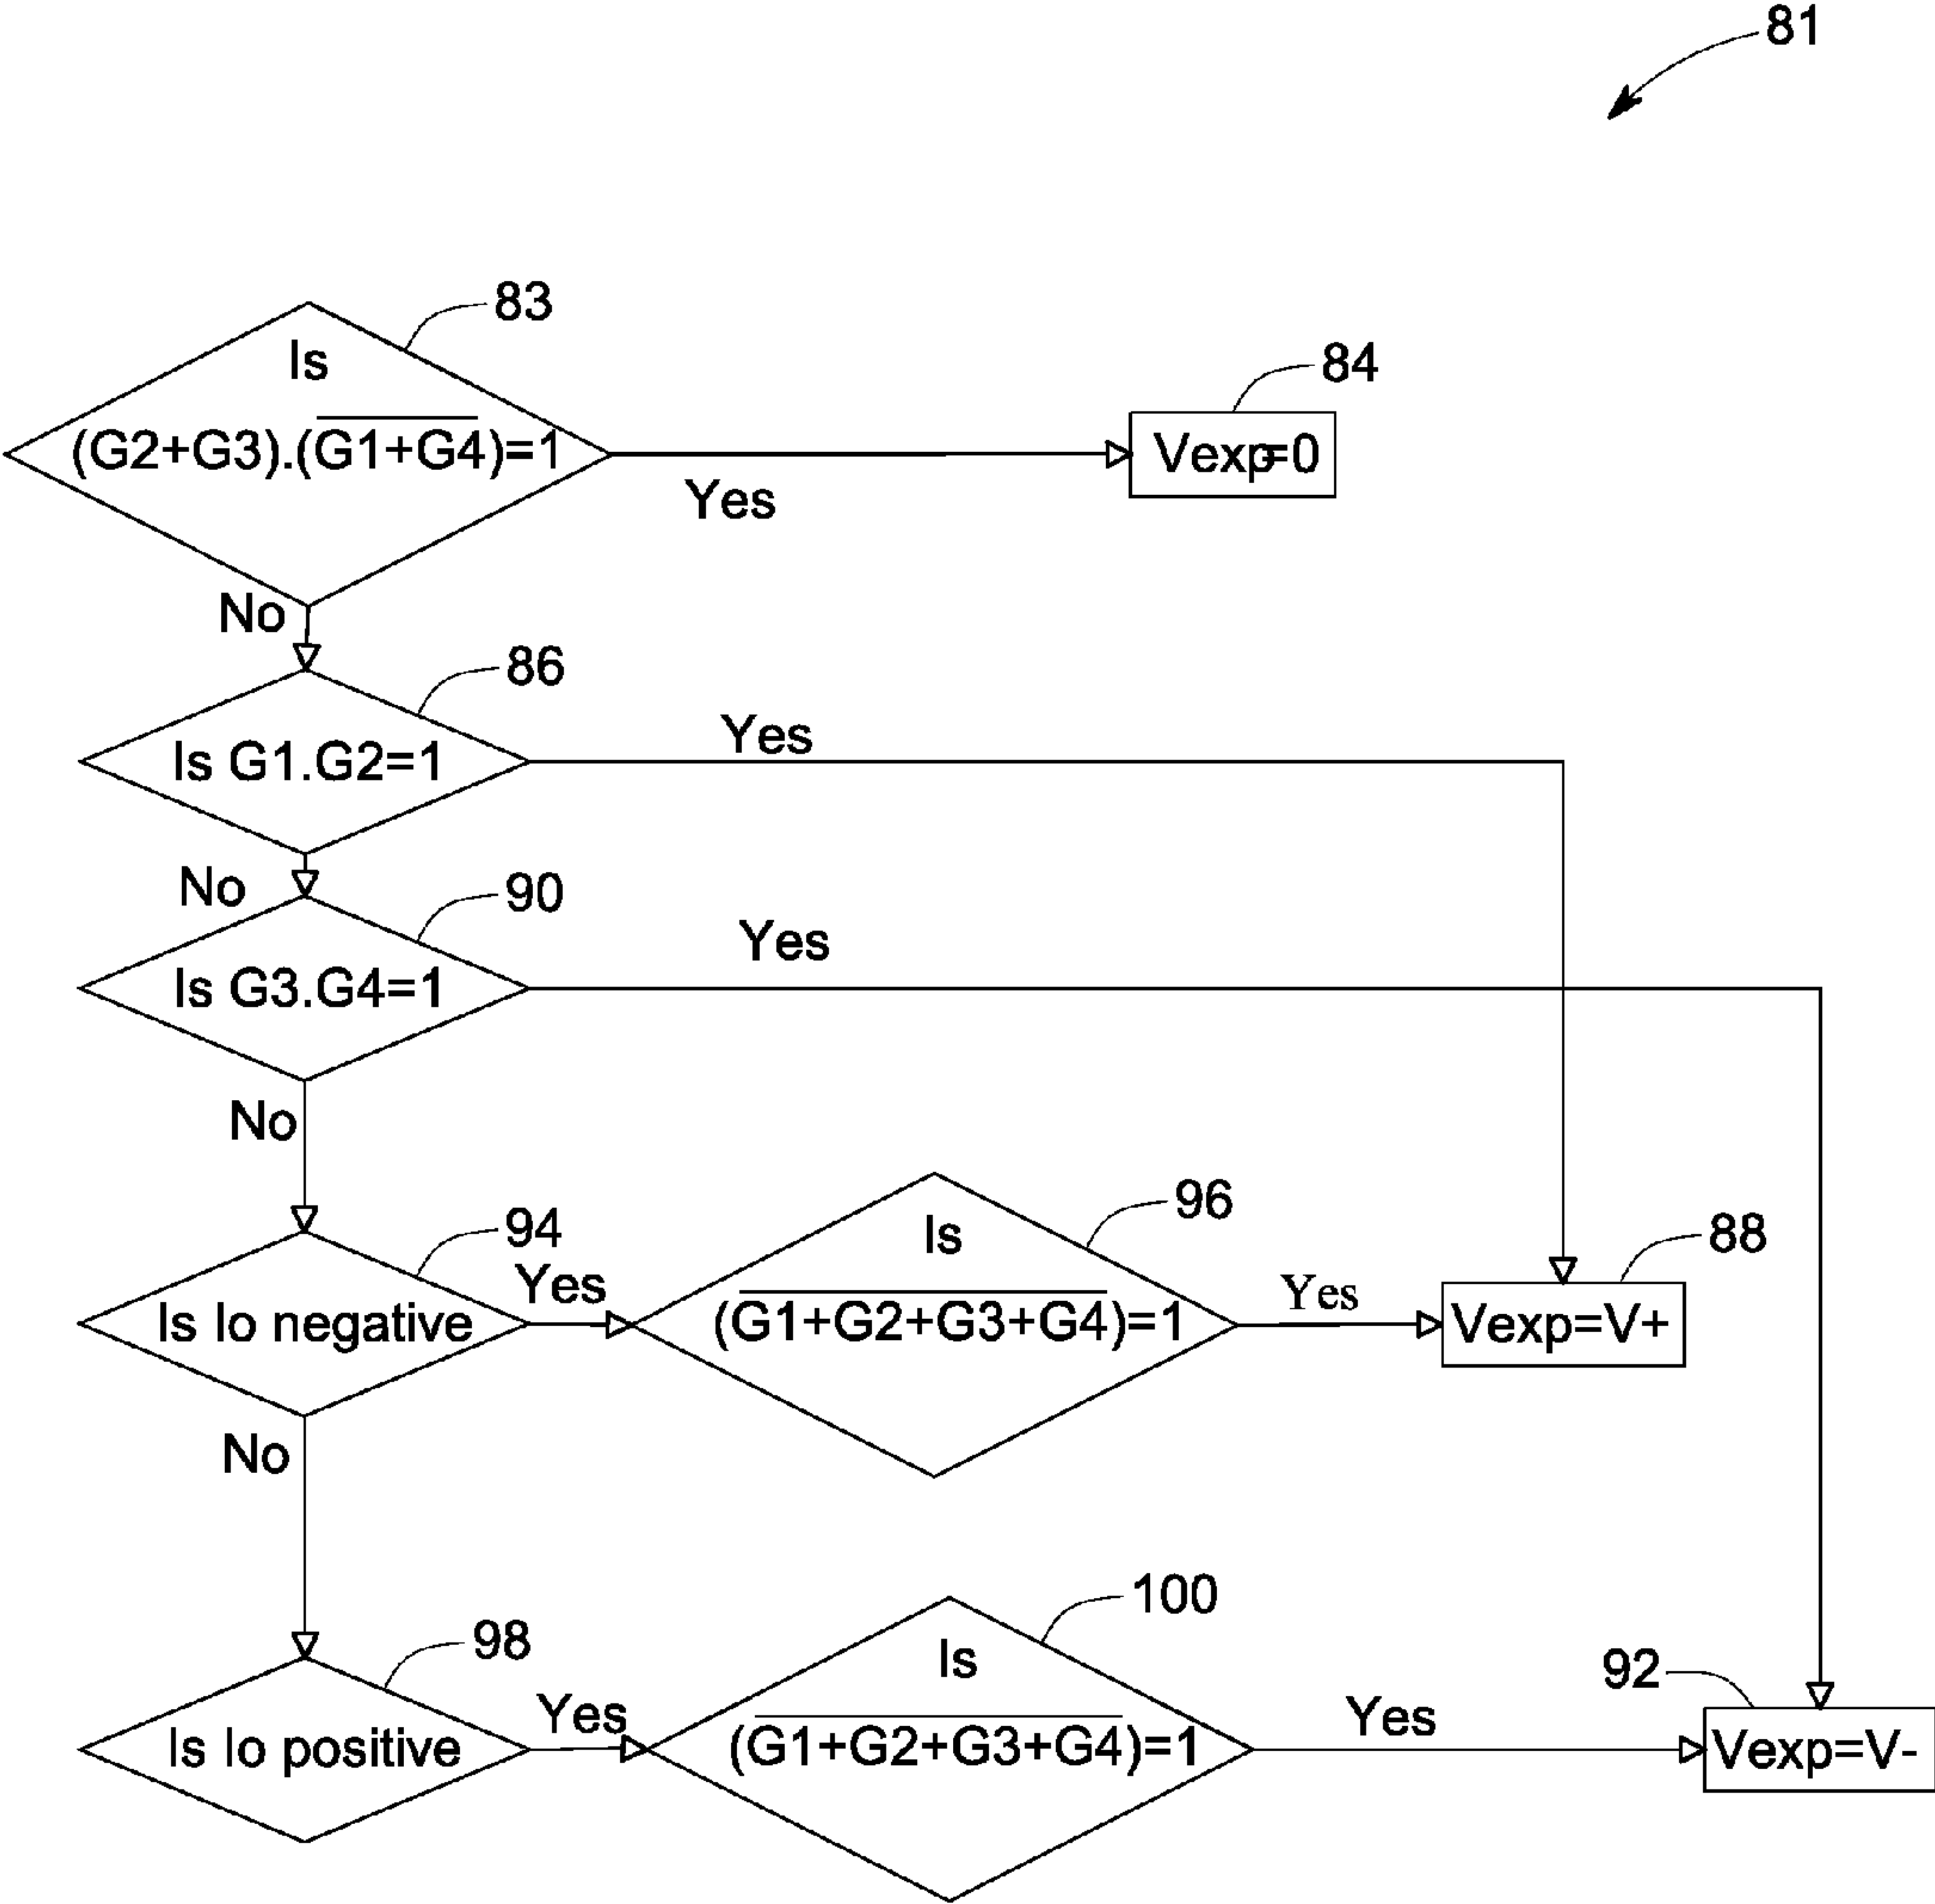 81
83
Is
(G2+G3).(G1+G4)=1
Yes
84
Vexp=0
No
86
Is G1.G2=1
Yes
No
90
Is G3.G4=1
Yes
No
94
Is Io negative
Yes
96
Is
(G1+G2+G3+G4)=1
Yes
88
Vexp=V+
No
98
Is Io positive
Yes
100
Is
(G1+G2+G3+G4)=1
Yes
92
Vexp=V-